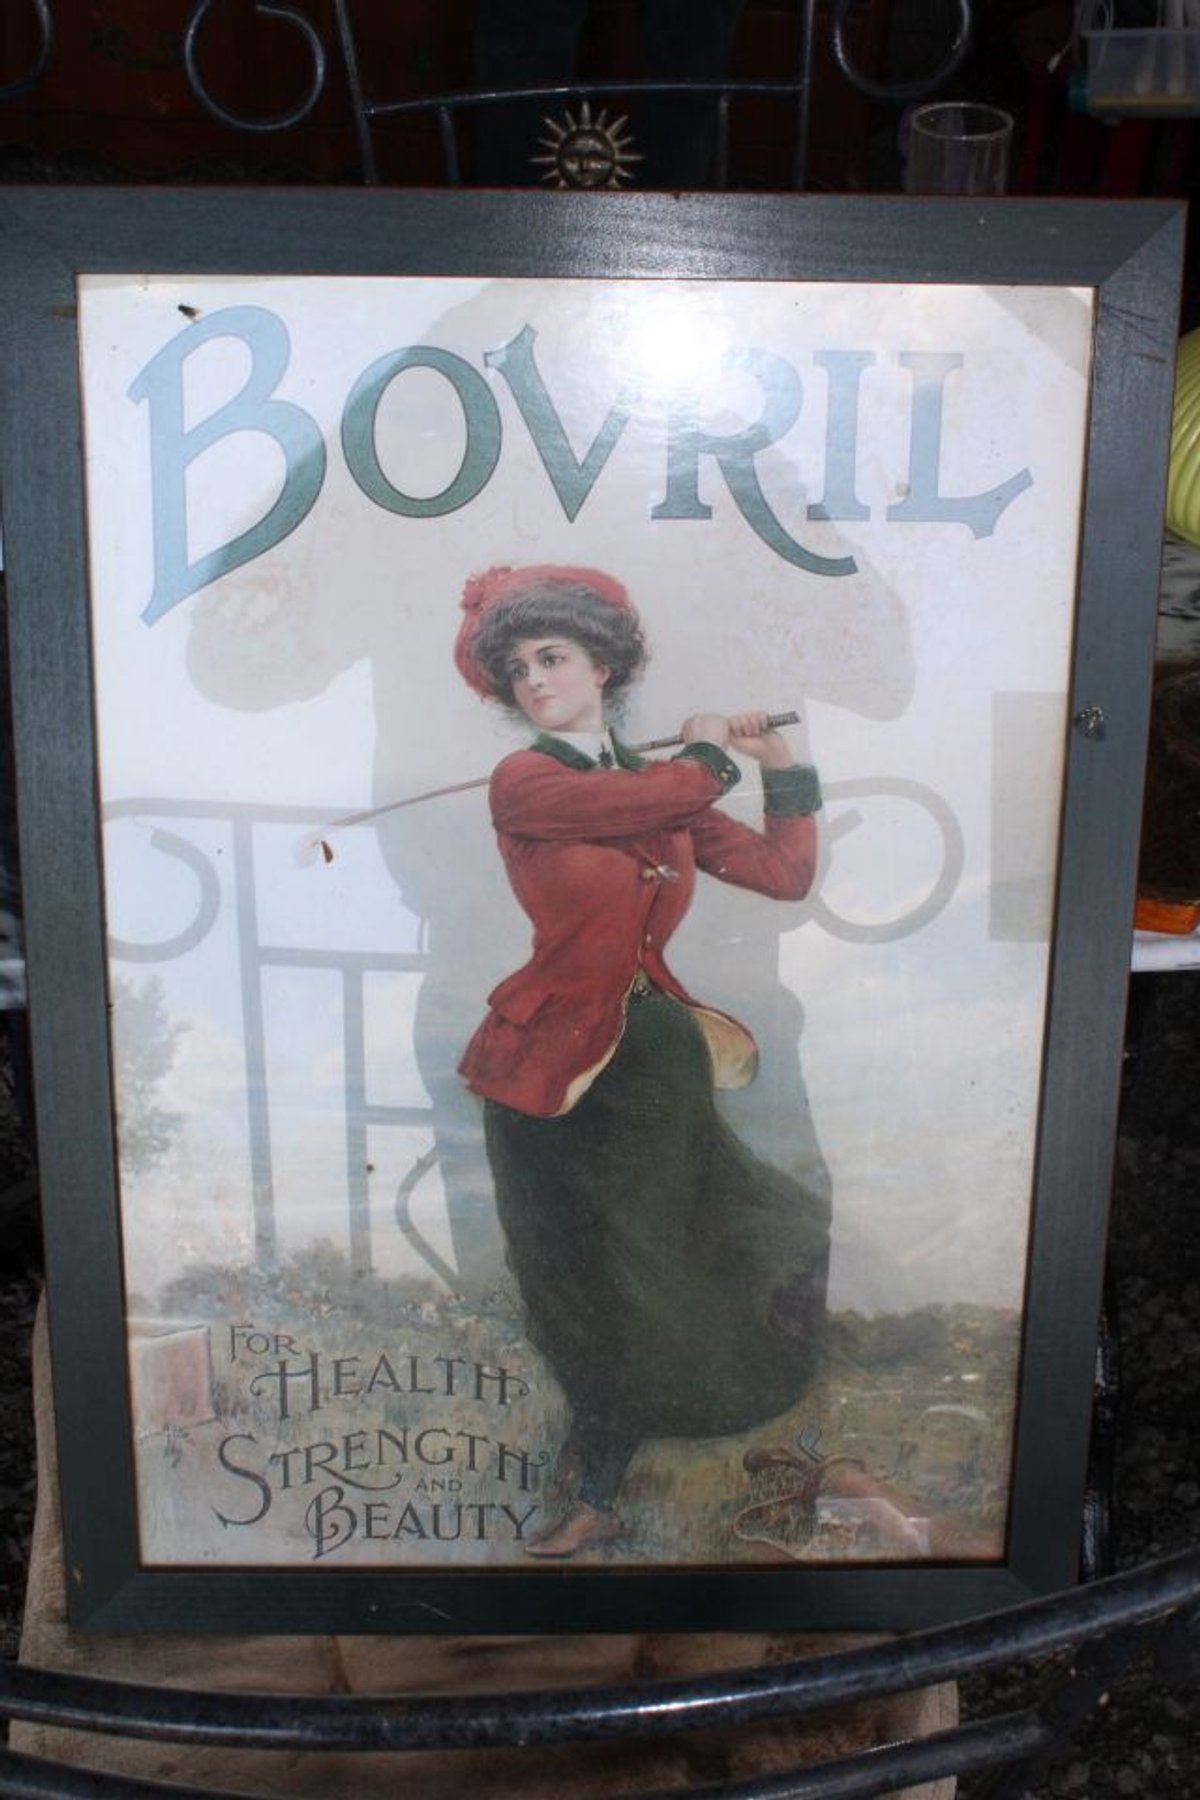 BOVRIL
FOR
HEALTH
STRENGTH
AND
BEAUTY